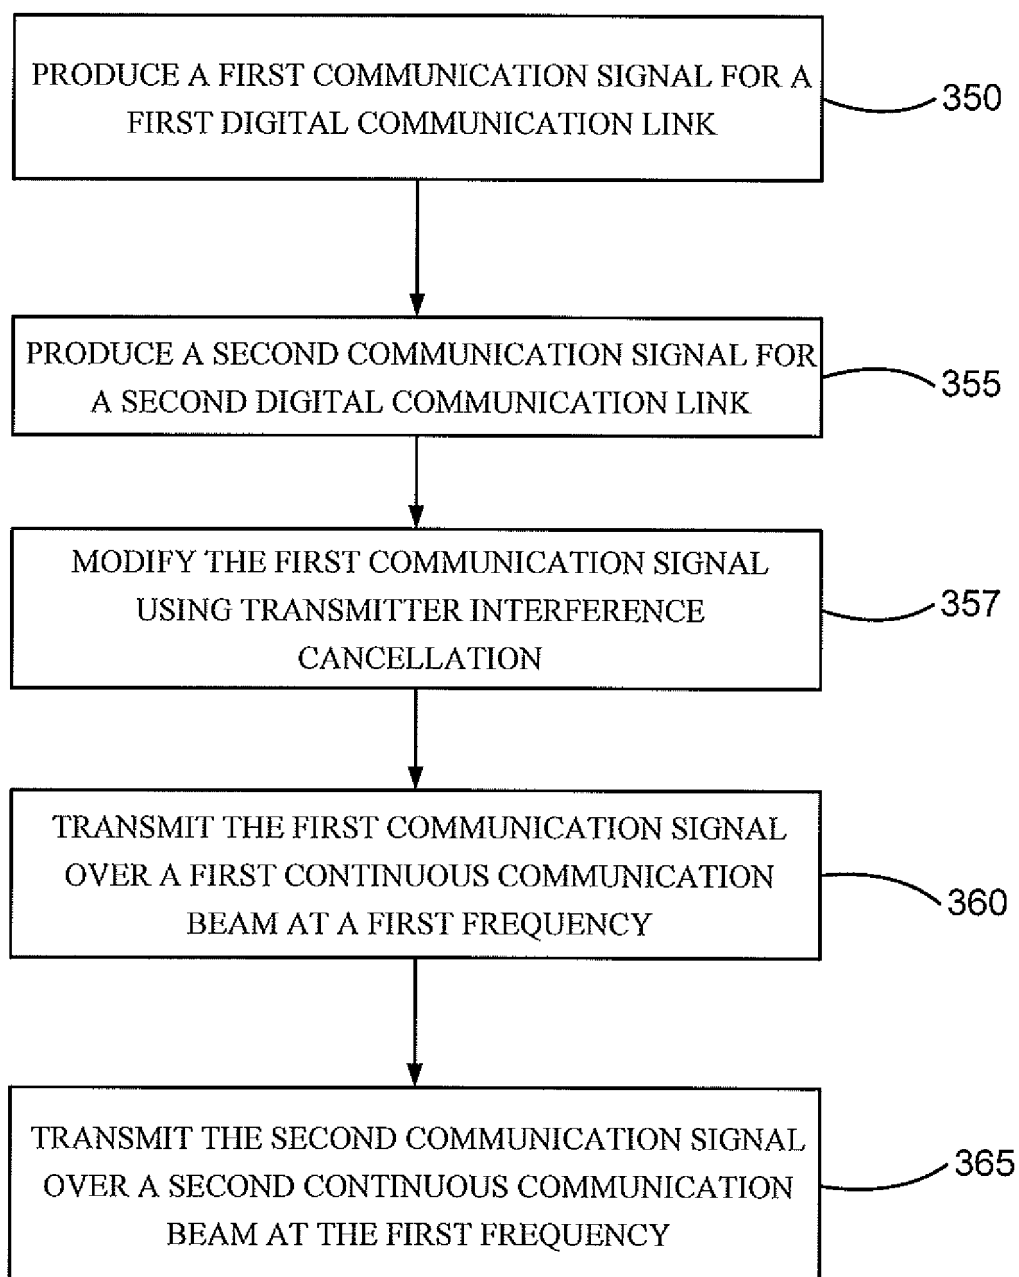 PRODUCE A FIRST COMMUNICATION SIGNAL FOR A
FIRST DIGITAL COMMUNICATION LINK
350
PRODUCE A SECOND COMMUNICATION SIGNAL FOR
A SECOND DIGITAL COMMUNICATION LINK
355
MODIFY THE FIRST COMMUNICATION SIGNAL
USING TRANSMITTER INTERFERENCE
CANCELLATION
357
TRANSMIT THE FIRST COMMUNICATION SIGNAL
OVER A FIRST CONTINUOUS COMMUNICATION
BEAM AT A FIRST FREQUENCY
360
TRANSMIT THE SECOND COMMUNICATION SIGNAL
OVER A SECOND CONTINUOUS COMMUNICATION
BEAM AT THE FIRST FREQUENCY
365